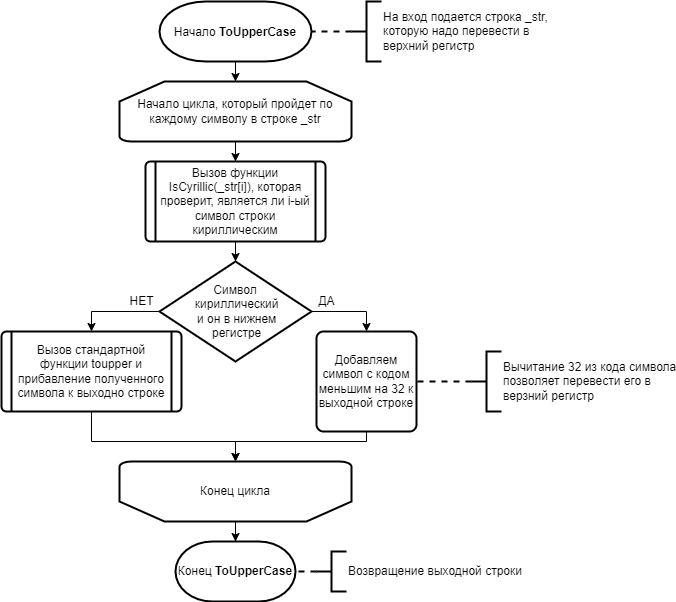 Начало ToUpperCase
На вход подается строка _str,
которую надо перевести в
верхний регистр
Начало цикла, который пройдет по
каждому символу в строке _str
Вызов функции
IsCyrillic(_str[i]), которая
проверит, является ли i-ый
символ строки
кириллическим
Символ
кириллический
и он в нижнем
регистре
НЕТ
ДА
Вызов стандартной
функции toupper и
прибавление полученного
символа к выходно строке
Добавляем
символ с кодом
меньшим на 32 к
выходной строке
Вычитание 32 из кода символа
позволяет перевести его в
верзний регистр
Конец цикла
Конец ToUpperCase
Возвращение выходной строки